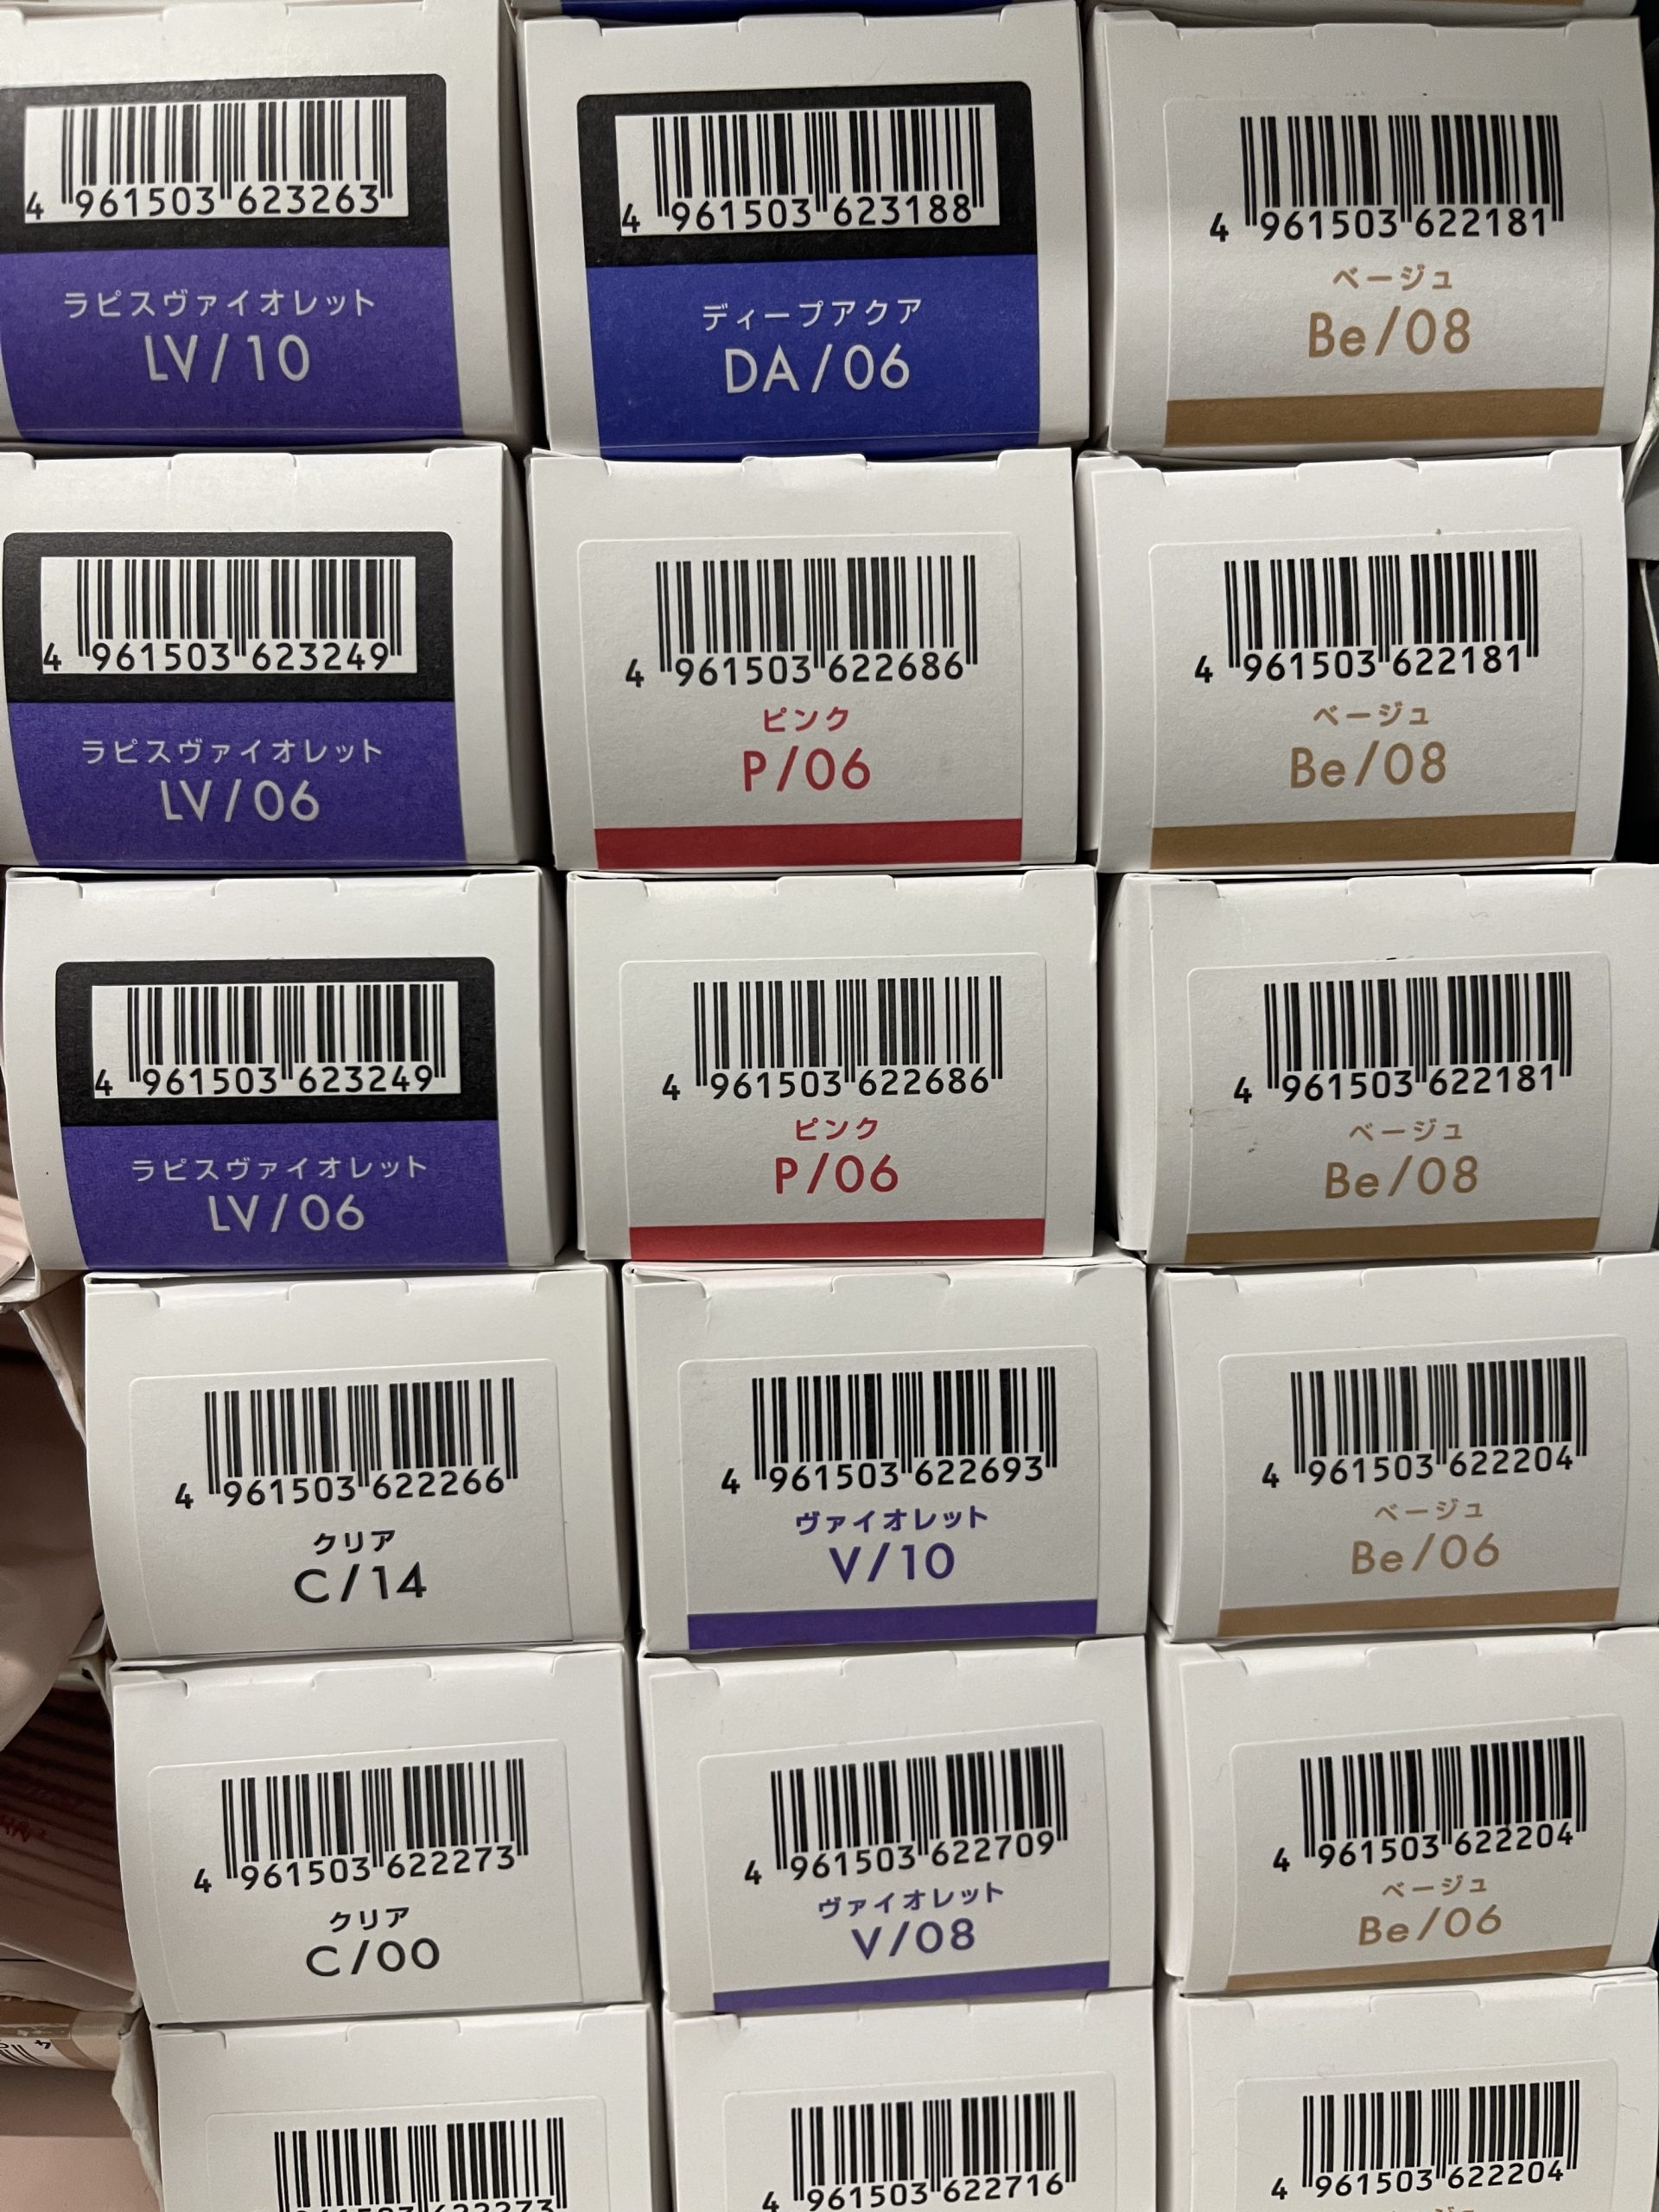 4 961503 623263
ラピスヴァイオレット
LV/10
4 961503 623188
ディープアクア
DA/06
4 961503 622181
ベージュ
Be/08
4 961503 623249
ラピスヴァイオレット
LV/06
4 961503 622686
ピンク
P/06
4 961503 622181
ベージュ
Be/08
4 961503 623249
ラピスヴァイオレット
LV/06
4 961503 622686
ピンク
P/06
4 961503 622181
ベージュ
Be/08
4 961503 622266
クリア
C/14
4 961503 622693
ヴァイオレット
V/10
4 961503 622204
ベージュ
Be/06
4 961503 622273
クリア
C/00
4 961503 622709
ヴァイオレット
V/08
4 961503 622204
ベージュ
Be/06
4 961503 622716
4 961503 622204